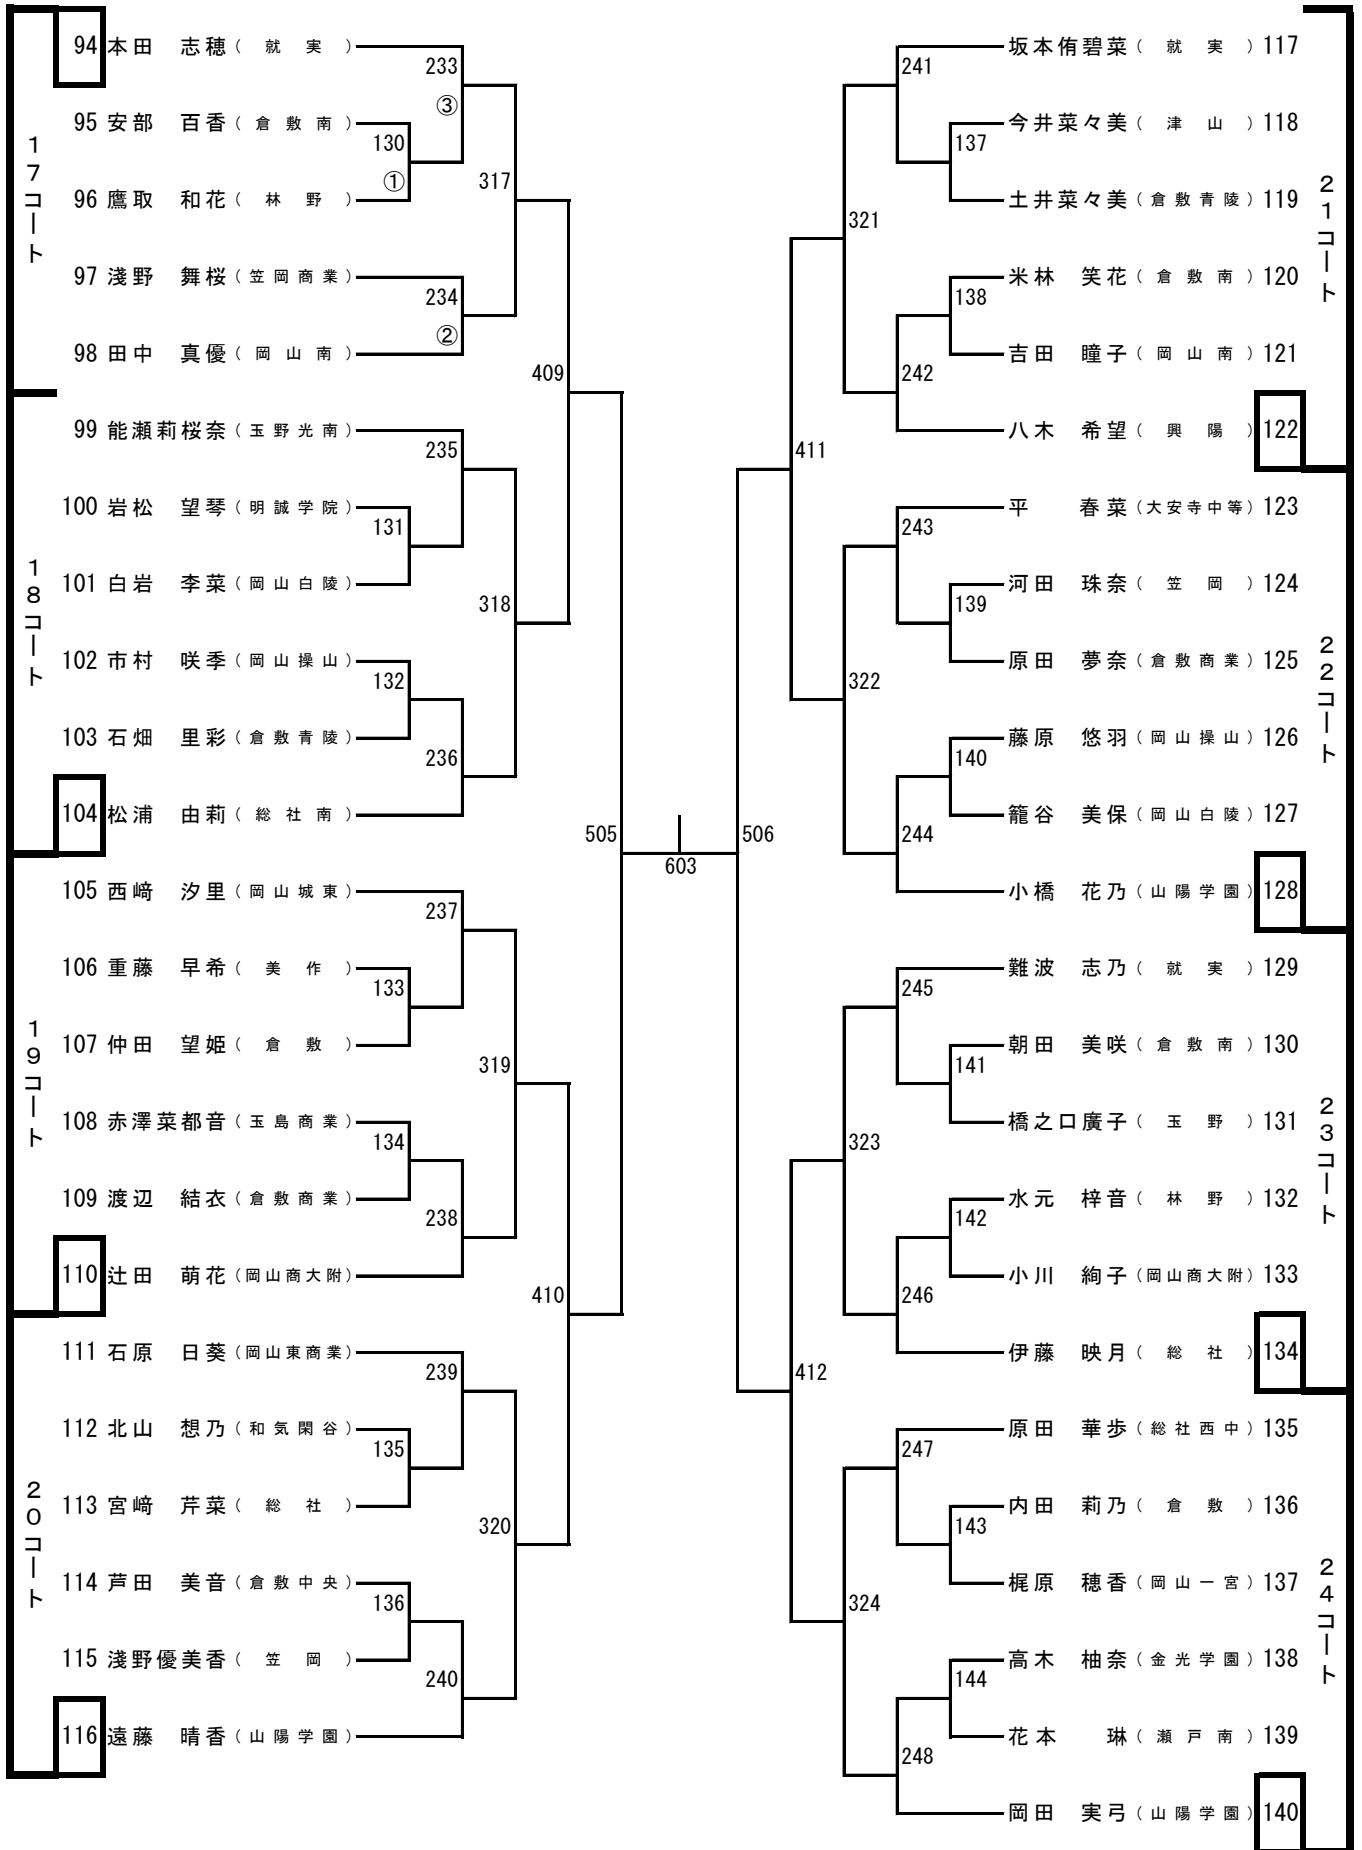 17コート
94 本田 志穂 (就実)
95 安部 百香 (倉敷南)
96 鷹取 和花 (林野)
97 淺野 舞桜 (笠岡商業)
98 田中 真優 (岡山南)
233
③
130
①
317
234
②
409
18コート
99 能瀬莉桜奈 (玉野光南)
100 岩松 望琴 (明誠学院)
101 白岩 李菜 (岡山白陵)
102 市村 咲季 (岡山操山)
103 石畑 里彩 (倉敷青陵)
104 松浦 由莉 (総社南)
235
131
318
132
236
505
19コート
105 西﨑 汐里 (岡山城東)
106 重藤 早希 (美作)
107 仲田 望姫 (倉敷)
108 赤澤菜都音 (玉島商業)
109 渡辺 結衣 (倉敷商業)
110 辻田 萌花 (岡山商大附)
237
133
319
134
238
410
20コート
111 石原 日葵 (岡山東商業)
112 北山 想乃 (和気閑谷)
113 宮﨑 芹菜 (総社)
114 芦田 美音 (倉敷中央)
115 淺野優美香 (笠岡)
116 遠藤 晴香 (山陽学園)
239
135
320
136
240
603
21コート
坂本侑碧菜 (就実) 117
今井菜々美 (津山) 118
土井菜々美 (倉敷青陵) 119
米林 笑花 (倉敷南) 120
吉田 瞳子 (岡山南) 121
八木 希望 (興陽) 122
241
137
321
138
242
411
22コート
平 春菜 (大安寺中等) 123
河田 珠奈 (笠岡) 124
原田 夢奈 (倉敷商業) 125
藤原 悠羽 (岡山操山) 126
籠谷 美保 (岡山白陵) 127
小橋 花乃 (山陽学園) 128
243
139
322
140
244
506
23コート
難波 志乃 (就実) 129
朝田 美咲 (倉敷南) 130
橋之口廣子 (玉野) 131
水元 梓音 (林野) 132
小川 絢子 (岡山商大附) 133
伊藤 映月 (総社) 134
245
141
323
142
246
412
24コート
原田 華歩 (総社西中) 135
内田 莉乃 (倉敷) 136
梶原 穂香 (岡山一宮) 137
高木 柚奈 (金光学園) 138
花本 琳 (瀬戸南) 139
岡田 実弓 (山陽学園) 140
247
143
324
144
248